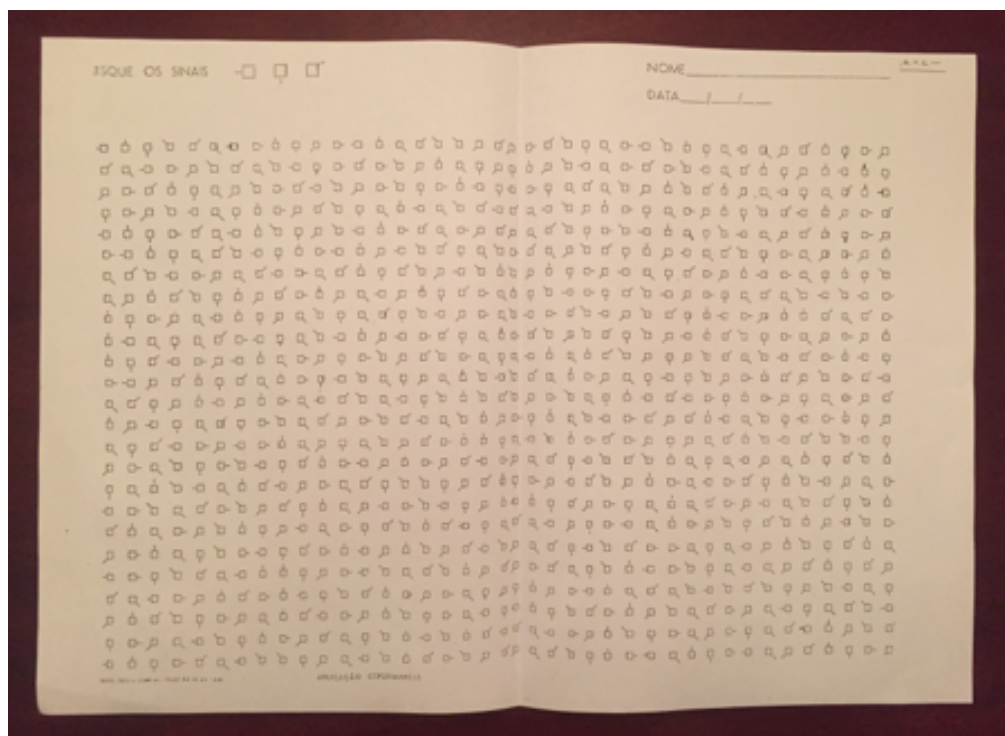 RISQUE OS SINAIS
NOME
DATA / /
APLICAÇÃO EXPERIMENTAL